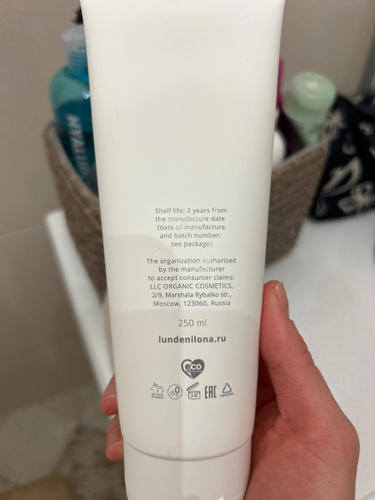 HYALU
Shelf life: 2 years from
the manufacture date
(date of manufacture
and batch number:
see package)
The organization authorized
by the manufacturer
to accept consumer claims:
LLC ORGANIC COSMETICS,
2/9, Marshala Rybalko str.,
Moscow, 123060, Russia
250 ml
lundenilona.ru
eco
EAC